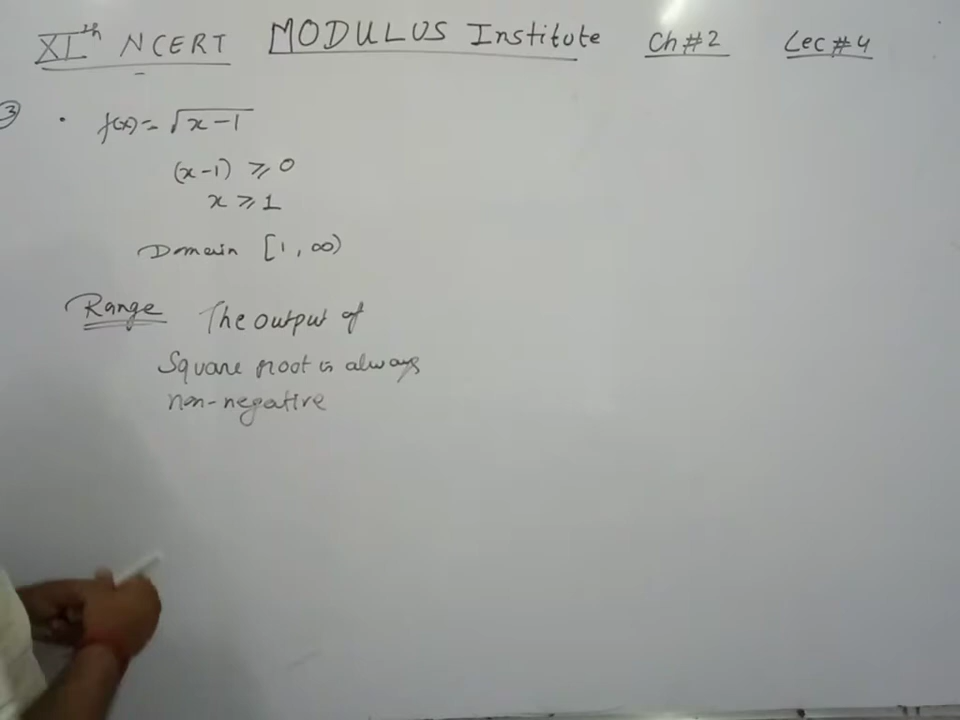 XIth NCERT MODULUS Institute Ch#2 Lec#4
③ • f(x) = √x-1
(x-1) ⩾ 0
x ⩾ 1
Domain [1, ∞)
Range The output of
Square root is always
non-negative